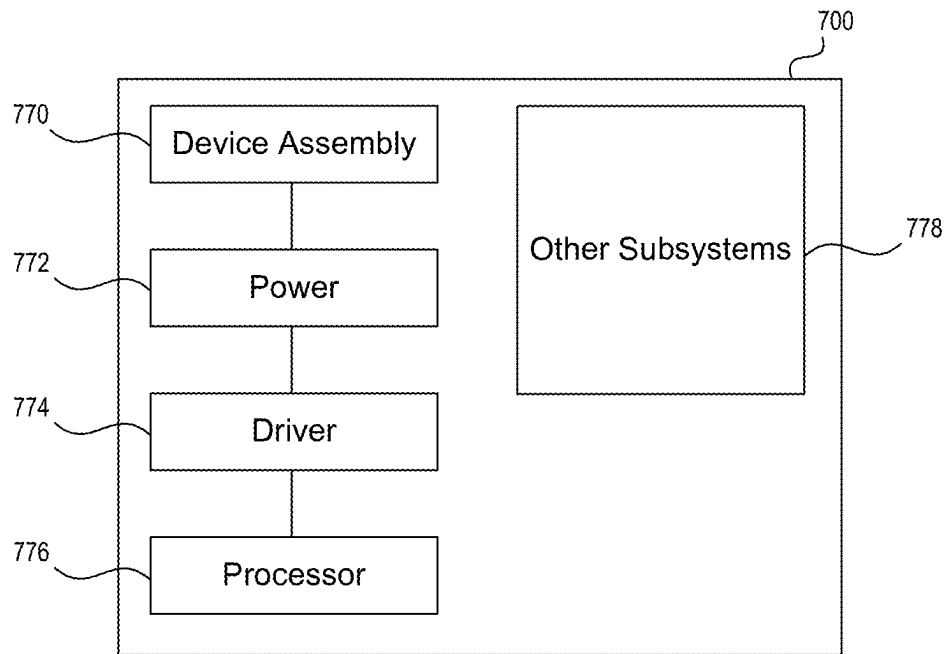 700
770
Device Assembly
772
Power
Other Subsystems
778
774
Driver
776
Processor